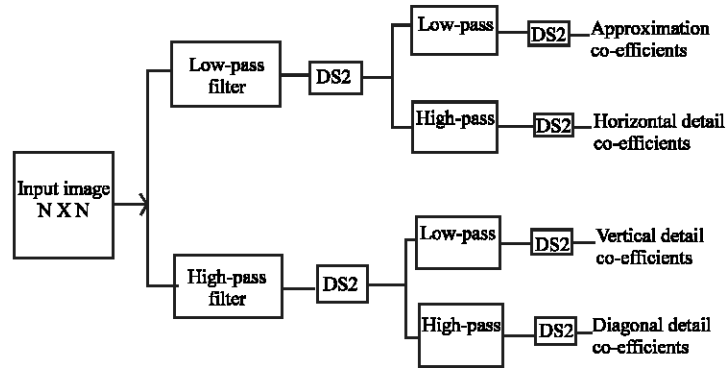 Low-pass
DS2
Approximation
co-efficients
Low-pass
filter
DS2
High-pass
DS2
Horizontal detail
co-efficients
Input image
N X N
Low-pass
DS2
Vertical detail
co-efficients
High-pass
filter
DS2
High-pass
DS2
Diagonal detail
co-efficients